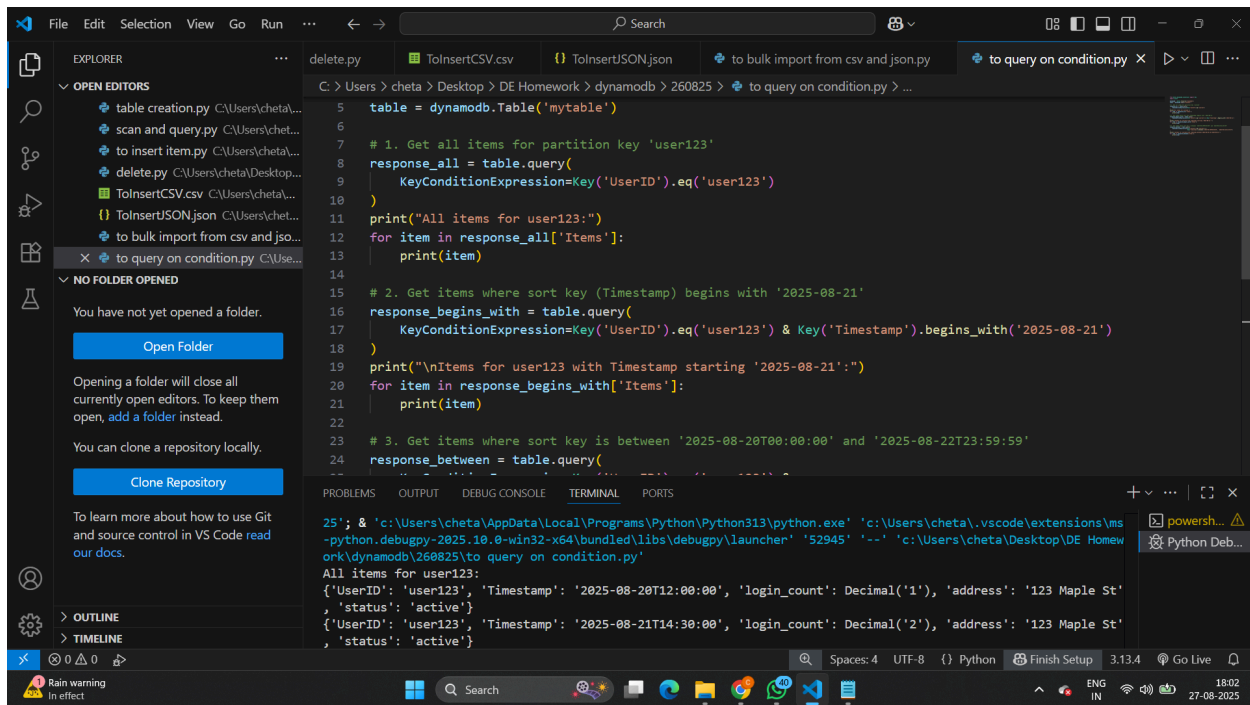 File Edit Selection View Go Run ··· Search
EXPLORER ···
OPEN EDITORS
table creation.py C:\Users\cheta\...
scan and query.py C:\Users\chet...
to insert item.py C:\Users\cheta\...
delete.py C:\Users\cheta\Desktop...
ToInsertCSV.csv C:\Users\cheta\...
{} ToInsertJSON.json C:\Users\chet...
to bulk import from csv and jso...
to query on condition.py C:\Use...
NO FOLDER OPENED
You have not yet opened a folder.
Open Folder
Opening a folder will close all
currently open editors. To keep them
open, add a folder instead.
You can clone a repository locally.
Clone Repository
To learn more about how to use Git
and source control in VS Code read
our docs.
OUTLINE
TIMELINE
delete.py ToInsertCSV.csv {} ToInsertJSON.json to bulk import from csv and json.py to query on condition.py
C: > Users > cheta > Desktop > DE Homework > dynamodb > 260825 > to query on condition.py > ...
5 table = dynamodb.Table('mytable')
6
7 # 1. Get all items for partition key 'user123'
8 response_all = table.query(
9 KeyConditionExpression=Key('UserID').eq('user123')
10 )
11 print("All items for user123:")
12 for item in response_all['Items']:
13 print(item)
14
15 # 2. Get items where sort key (Timestamp) begins with '2025-08-21'
16 response_begins_with = table.query(
17 KeyConditionExpression=Key('UserID').eq('user123') & Key('Timestamp').begins_with('2025-08-21')
18 )
19 print("\nItems for user123 with Timestamp starting '2025-08-21':")
20 for item in response_begins_with['Items']:
21 print(item)
22
23 # 3. Get items where sort key is between '2025-08-20T00:00:00' and '2025-08-22T23:59:59'
24 response_between = table.query(
PROBLEMS OUTPUT DEBUG CONSOLE TERMINAL PORTS
25'; & 'c:\Users\cheta\AppData\Local\Programs\Python\Python313\python.exe' 'c:\Users\cheta\.vscode\extensions\ms
-python.debugpy-2025.10.0-win32-x64\bundled\libs\debugpy\launcher' '52945' '--' 'c:\Users\cheta\Desktop\DE Homew
ork\dynamodb\260825\to query on condition.py'
All items for user123:
{'UserID': 'user123', 'Timestamp': '2025-08-20T12:00:00', 'login_count': Decimal('1'), 'address': '123 Maple St'
, 'status': 'active'}
{'UserID': 'user123', 'Timestamp': '2025-08-21T14:30:00', 'login_count': Decimal('2'), 'address': '123 Maple St'
, 'status': 'active'}
powersh...
Python Deb...
0 0 Spaces: 4 UTF-8 {} Python Finish Setup 3.13.4 Go Live
1 Rain warning
In effect
Search
C
40
ENG
IN
18:02
27-08-2025